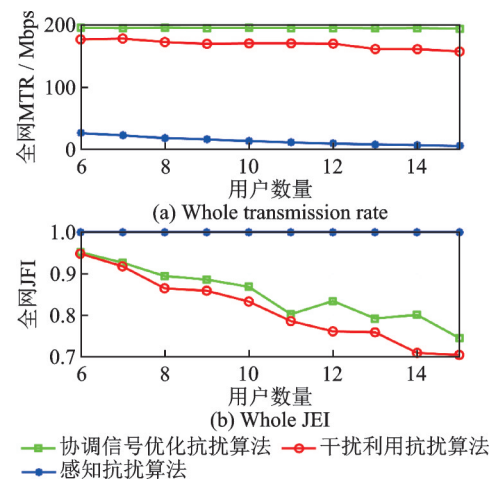 200
100
0
全网MTR / Mbps
6 8 10 12 14
用户数量
(a) Whole transmission rate
1.0
0.9
0.8
0.7
全网JFI
6 8 10 12 14
用户数量
(b) Whole JEI
协调信号优化抗扰算法 干扰利用抗扰算法
感知抗扰算法